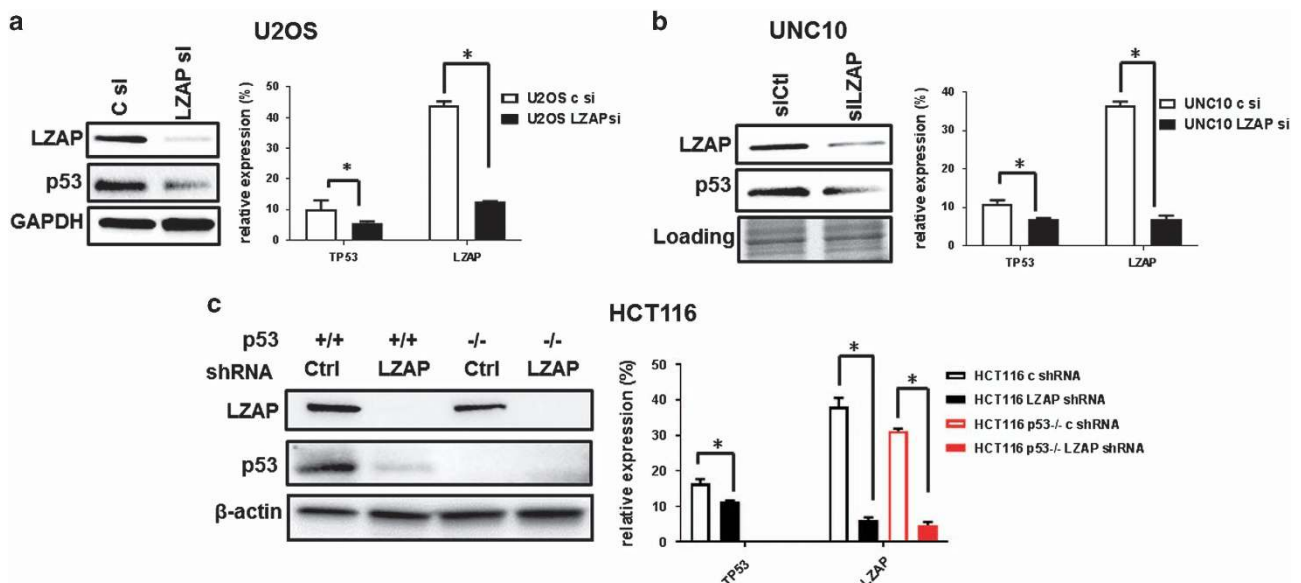 a
U2OS
C si
LZAP si
LZAP
p53
GAPDH
relative expression (%)
50
40
30
20
10
0
TP53
LZAP
*
*
U2OS c si
U2OS LZAPsi
b
UNC10
siCtl
siLZAP
LZAP
p53
Loading
relative expression (%)
40
30
20
10
0
TP53
LZAP
*
*
UNC10 c si
UNC10 LZAP si
c
HCT116
p53 +/+ +/+ -/- -/-
shRNA Ctrl LZAP Ctrl LZAP
LZAP
p53
β-actin
relative expression (%)
50
40
30
20
10
0
TP53
LZAP
*
*
*
HCT116 c shRNA
HCT116 LZAP shRNA
HCT116 p53-/- c shRNA
HCT116 p53-/- LZAP shRNA